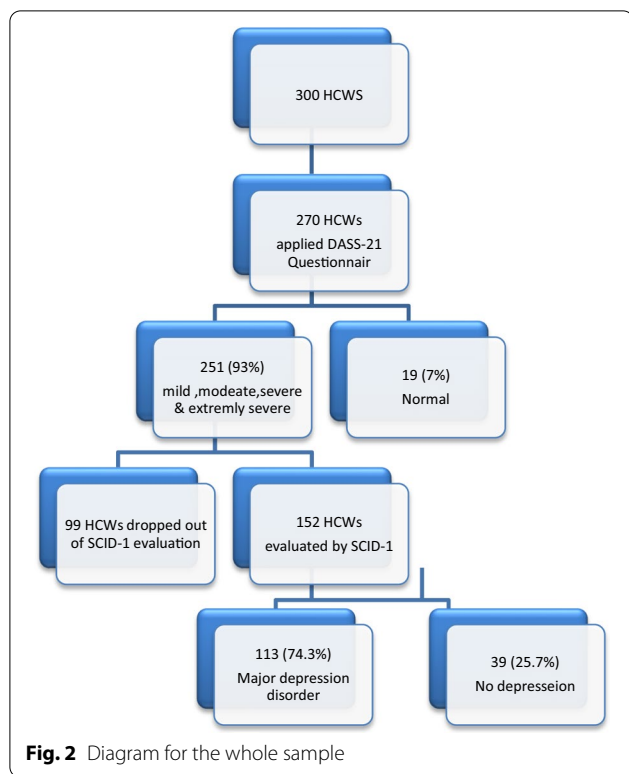 300 HCWS
270 HCWs
applied DASS-21
Questionnair
251 (93%)
mild ,modeate,severe
& extremly severe
19 (7%)
Normal
99 HCWs dropped out
of SCID-1 evaluation
152 HCWs
evaluated by SCID-1
113 (74.3%)
Major depression
disorder
39 (25.7%)
No depresseion
Fig. 2 Diagram for the whole sample